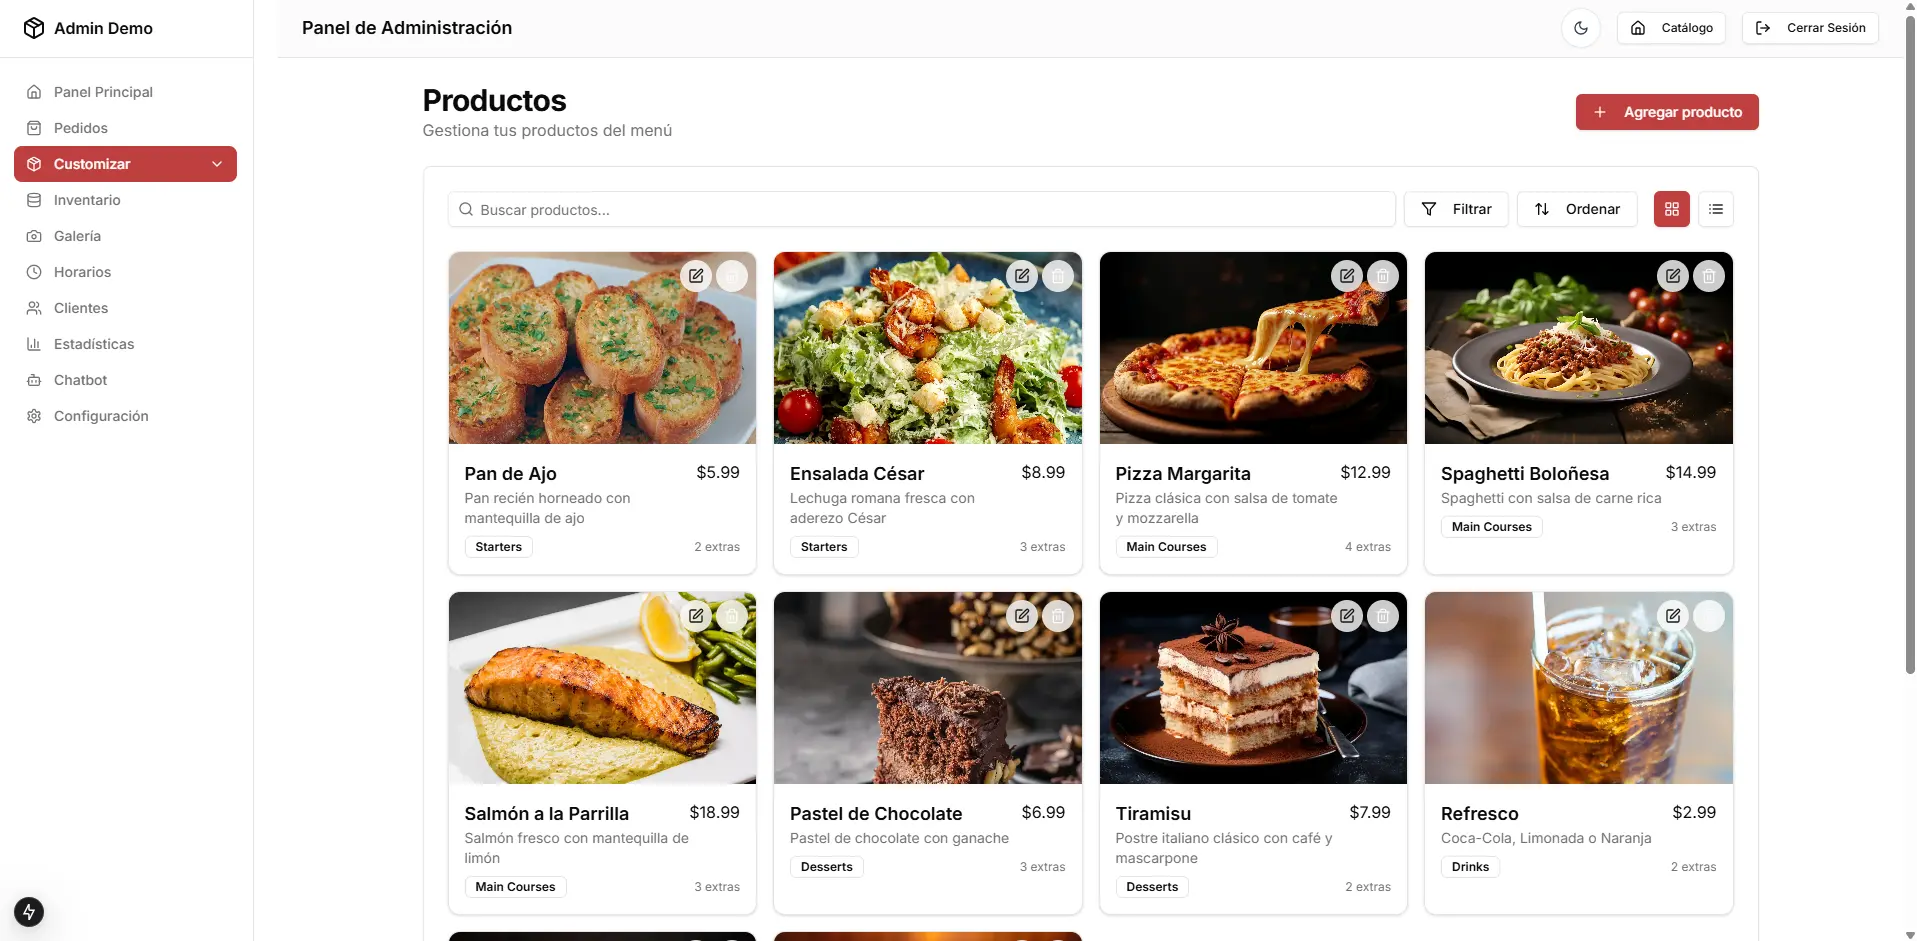 Admin Demo
Panel de Administración
Catálogo
Cerrar Sesión
Panel Principal
Pedidos
Customizar
Inventario
Galería
Horarios
Clientes
Estadísticas
Chatbot
Configuración
Productos
Gestiona tus productos del menú
Agregar producto
Buscar productos...
Filtrar
Ordenar
Pan de Ajo
$5.99
Pan recién horneado con
mantequilla de ajo
Starters
2 extras
Ensalada César
$8.99
Lechuga romana fresca con
aderezo César
Starters
3 extras
Pizza Margarita
$12.99
Pizza clásica con salsa de tomate
y mozzarella
Main Courses
4 extras
Spaghetti Boloñesa
$14.99
Spaghetti con salsa de carne rica
Main Courses
3 extras
Salmón a la Parrilla
$18.99
Salmón fresco con mantequilla de
limón
Main Courses
3 extras
Pastel de Chocolate
$6.99
Pastel de chocolate con ganache
Desserts
3 extras
Tiramisu
$7.99
Postre italiano clásico con café y
mascarpone
Desserts
2 extras
Refresco
$2.99
Coca-Cola, Limonada o Naranja
Drinks
2 extras